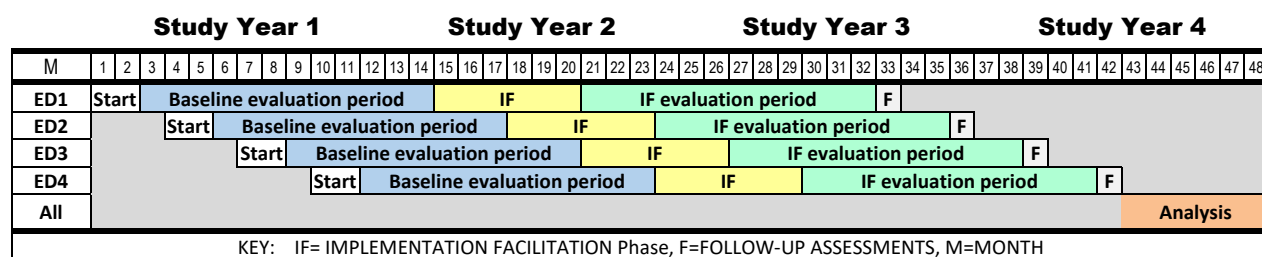 Study Year 1 Study Year 2 Study Year 3 Study Year 4
M 1 2 3 4 5 6 7 8 9 10 11 12 13 14 15 16 17 18 19 20 21 22 23 24 25 26 27 28 29 30 31 32 33 34 35 36 37 38 39 40 41 42 43 44 45 46 47 48
ED1 Start Baseline evaluation period IF IF evaluation period F
ED2 Start Baseline evaluation period IF IF evaluation period F
ED3 Start Baseline evaluation period IF IF evaluation period F
ED4 Start Baseline evaluation period IF IF evaluation period F
All Analysis
KEY: IF= IMPLEMENTATION FACILITATION Phase, F=FOLLOW-UP ASSESSMENTS, M=MONTH